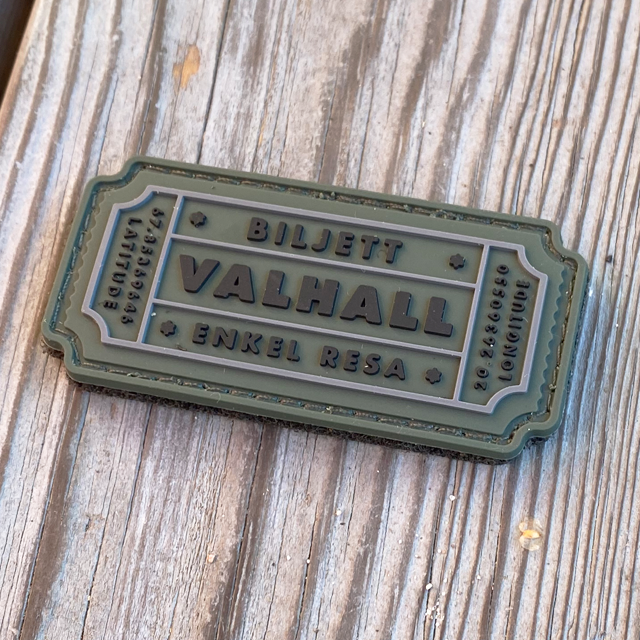 BILJETT
VALHALL
ENKEL RESA
LATITUDE
LONGITUDE